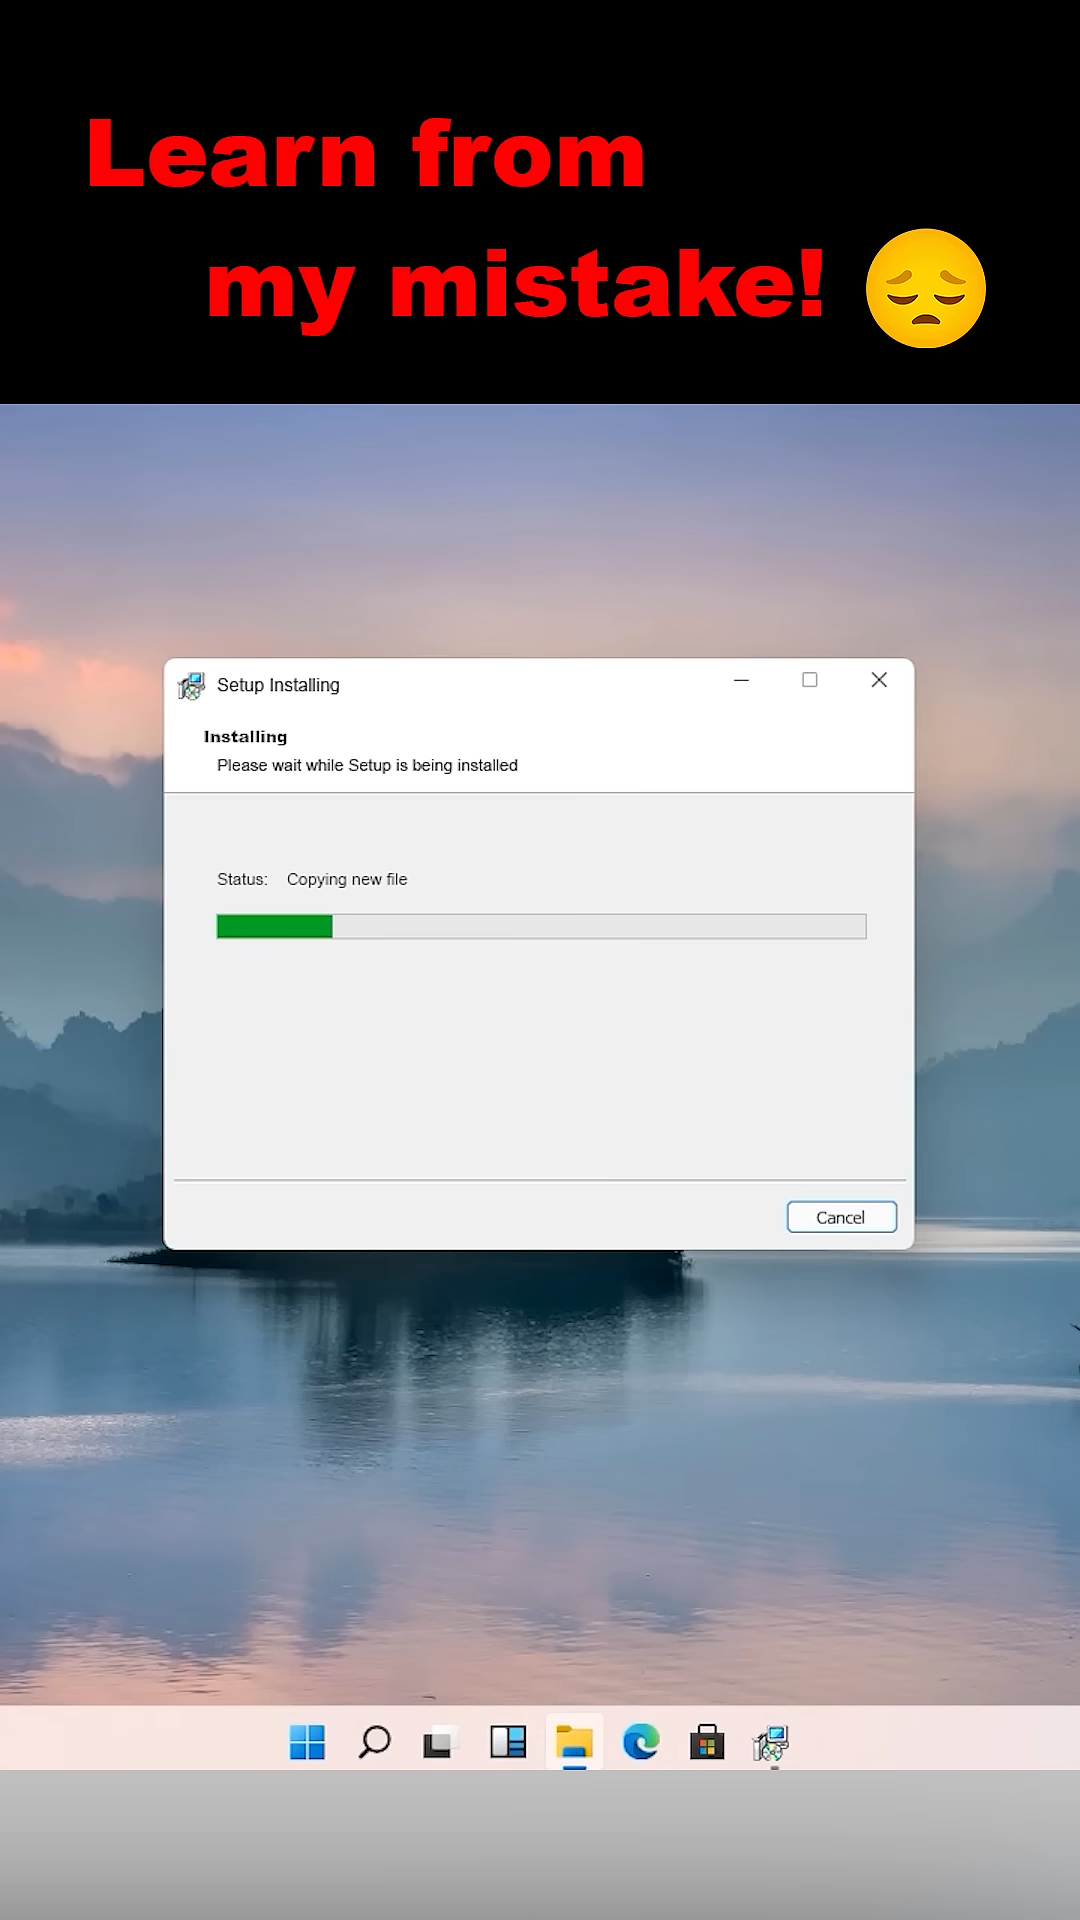 Learn from
my mistake! 😔
Setup Installing
Installing
Please wait while Setup is being installed
Status: Copying new file
Cancel